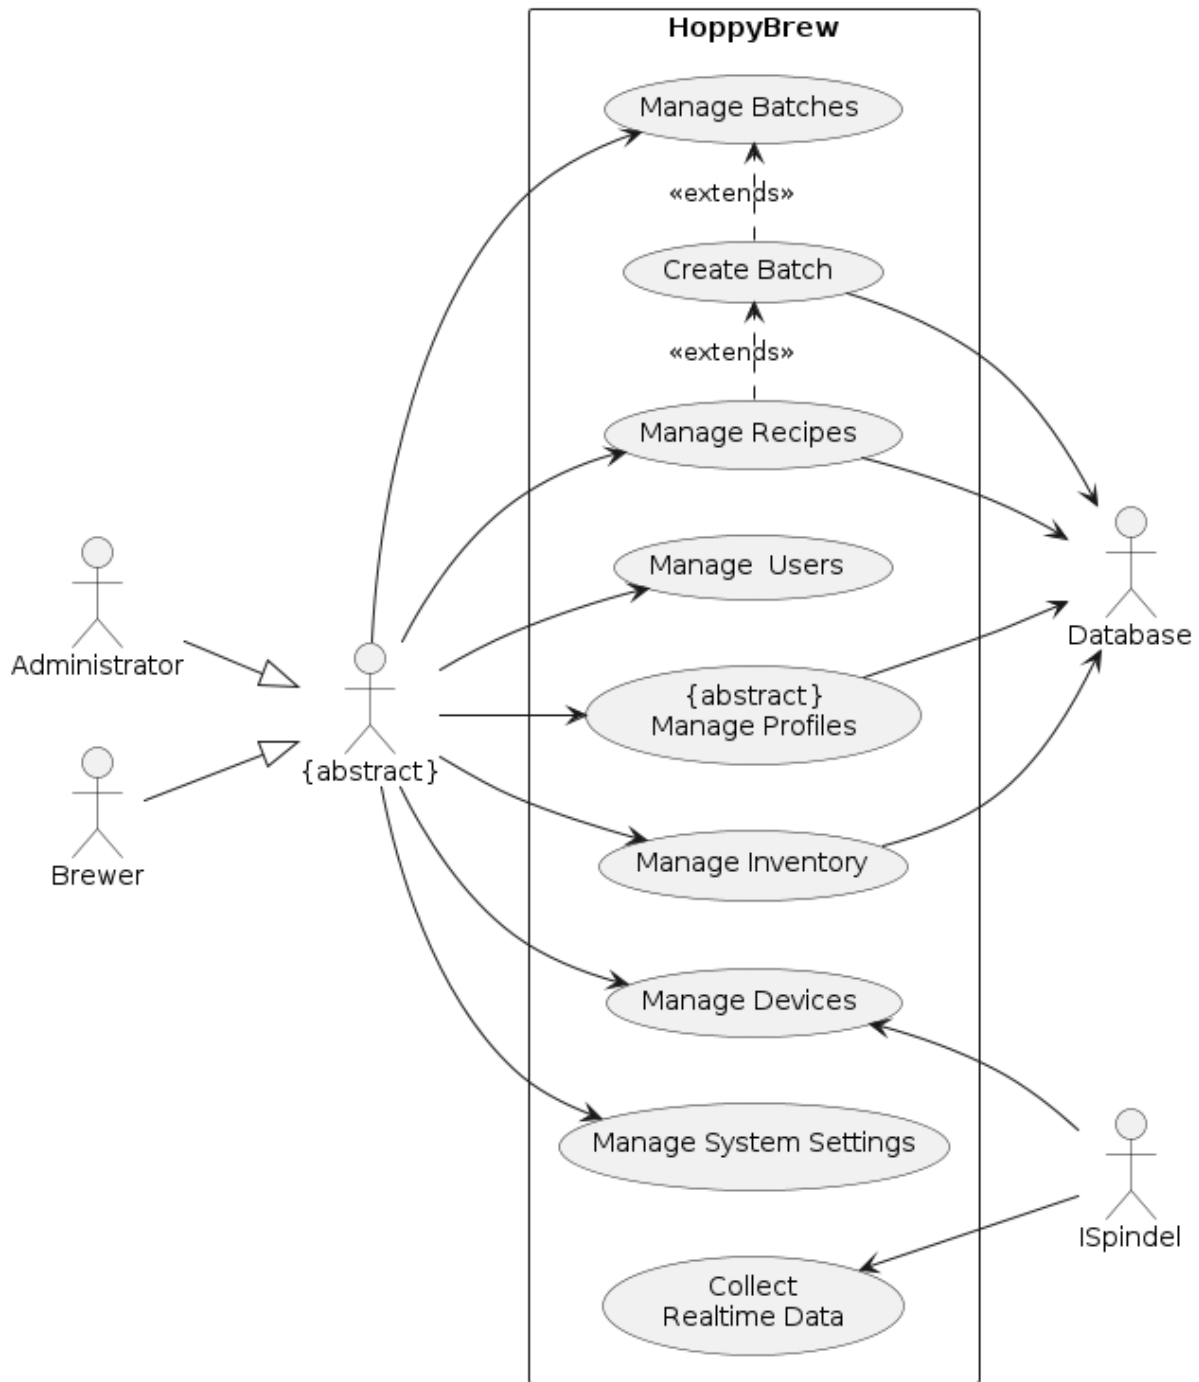 HoppyBrew
Manage Batches
«extends»
Create Batch
«extends»
Manage Recipes
Manage  Users
Administrator
Database
{abstract}
Manage Profiles
{abstract}
Brewer
Manage Inventory
Manage Devices
Manage System Settings
ISpindel
Collect
Realtime Data